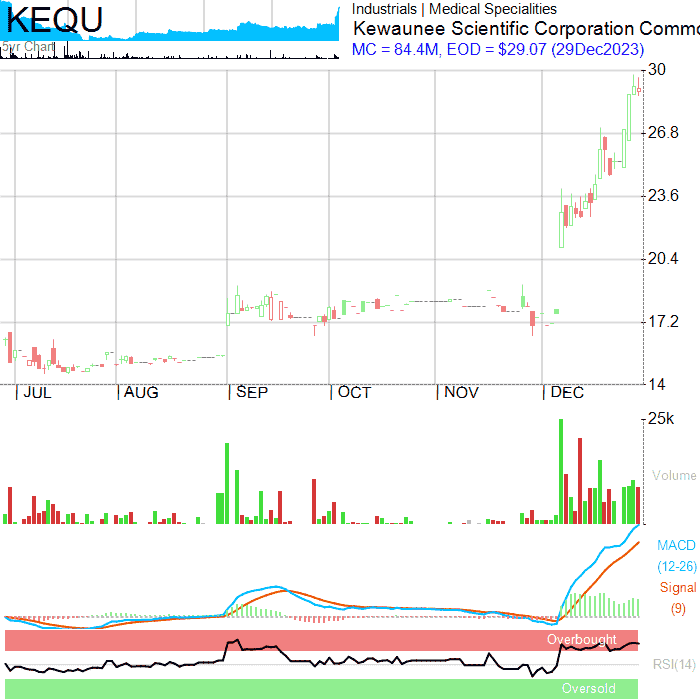 KEQU
5yr Chart
Industrials | Medical Specialities
Kewaunee Scientific Corporation Commo
MC = 84.4M, EOD = $29.07 (29Dec2023)
30
26.8
23.6
20.4
17.2
14
JUL AUG SEP OCT NOV DEC
25k
Volume
MACD
(12-26)
Signal
(9)
Overbought
RSI(14)
Oversold